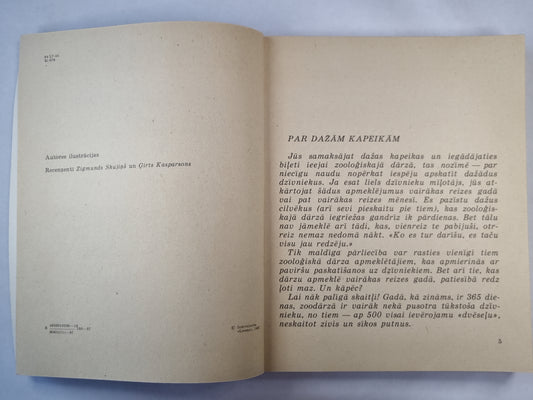 Autores ilustrācijas
Recenzenti Zigmunds Skujiņš un Ģirts Kasparsons
PAR DAŽĀM KAPEIKĀM
Jūs samaksājat dažas kapeikas un iegādājaties
biļeti ieejai zooloģiskajā dārzā, tas nozīmē — par
niecīgu naudu nopērkat iespēju apskatīt dažādus
dzīvniekus. Ja esat liels dzīvnieku mīļotājs, jūs at-
kārtojat šādus apmeklējumus vairākas reizes gadā
vai pat vairākas reizes mēnesī. Es pazīstu dažus
cilvēkus (arī sevi pieskaitu pie tiem), kas zooloģis-
kajā dārzā iegriežas gandrīz ik pārdienas. Bet tālu
nav jāmeklē arī tādi, kas, vienreiz te pabijuši, ot-
rreiz nemaz nedomā nākt. «Ko es tur darīšu, es taču
visu jau redzēju.»
Tik maldīga pārliecība var rasties vienīgi tiem
zooloģiskā dārza apmeklētājiem, kas apmierinās ar
paviršu paskatīšanos uz dzīvniekiem. Bet arī tie, kas
dārzu apmeklē vairākas reizes gadā, patiesībā redz
ļoti maz. Un kāpēc?
Lai nāk palīgā skaitļi! Gadā, kā zināms, ir 365 die-
nas, zoodārzā ir vairāk nekā pusotra tūkstoša dzīv-
nieku, no tiem — ap 500 visai ievērojamu «dvēseļu»,
neskaitot zivis un sīkos putnus.
5